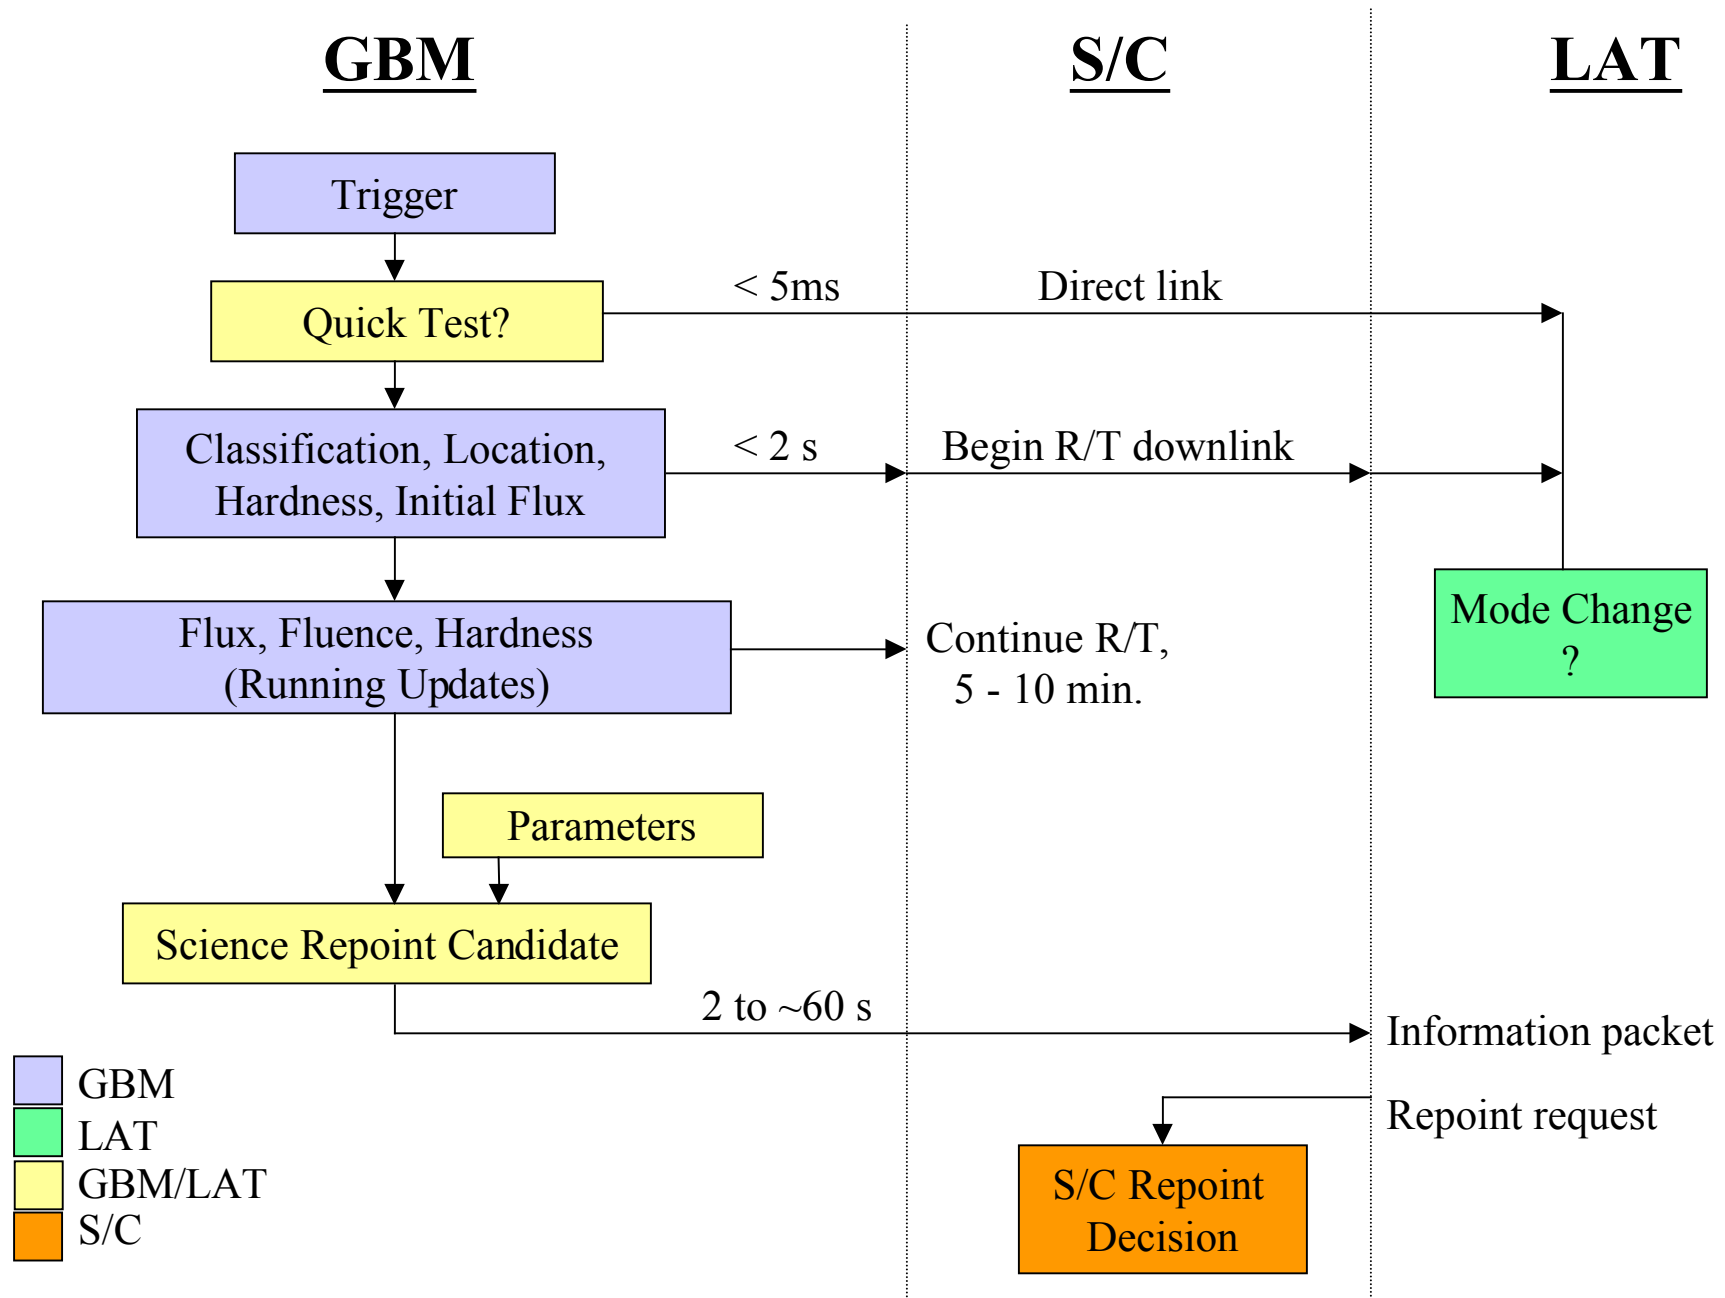 GBM
S/C
LAT
Trigger
Quick Test?
< 5ms
Direct link
Classification, Location,
Hardness, Initial Flux
< 2 s
Begin R/T downlink
Flux, Fluence, Hardness
(Running Updates)
Continue R/T,
5 - 10 min.
Mode Change
?
Parameters
Science Repoint Candidate
2 to ~60 s
Information packet
Repoint request
S/C Repoint
Decision
GBM
LAT
GBM/LAT
S/C